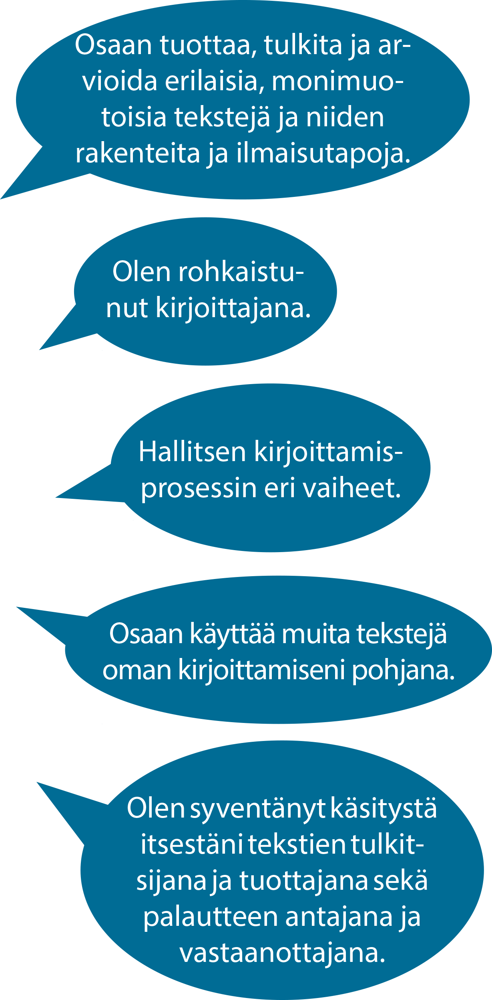 Osaan tuottaa, tulkita ja ar-
vioida erilaisia, monimuo-
toisia tekstejä ja niiden
rakenteita ja ilmaisutapoja.
Olen rohkaistu-
nut kirjoittajana.
Hallitsen kirjoittamis-
prosessin eri vaiheet.
Osaan käyttää muita tekstejä
oman kirjoittamiseni pohjana.
Olen syventänyt käsitystä
itsestäni tekstien tulkit-
sijana ja tuottajana sekä
palautteen antajana ja
vastaanottajana.